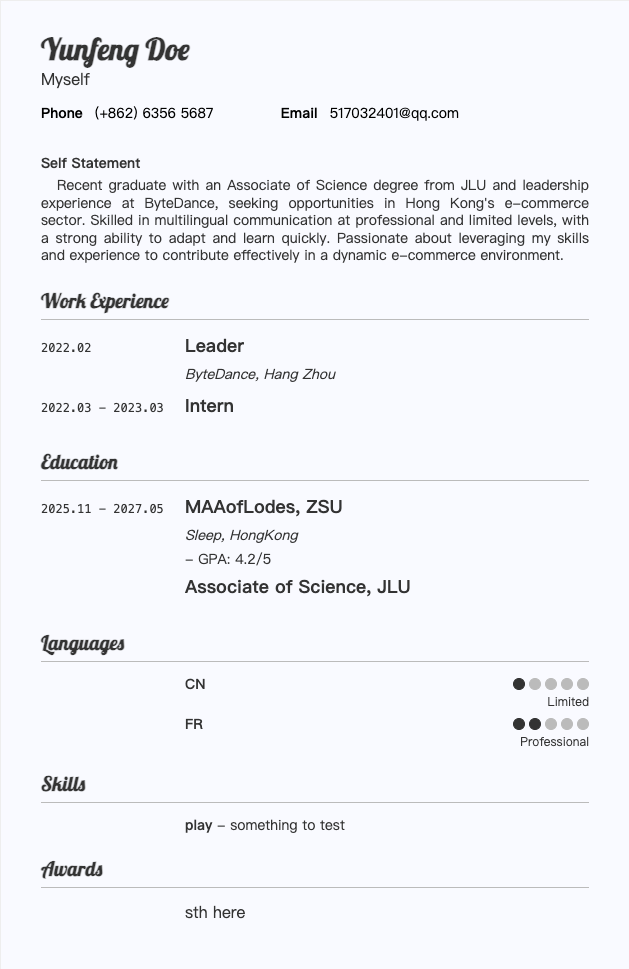 Yunfeng Doe
Myself
Phone (+862) 6356 5687 Email 517032401@qq.com
Self Statement
Recent graduate with an Associate of Science degree from JLU and leadership
experience at ByteDance, seeking opportunities in Hong Kong's e-commerce
sector. Skilled in multilingual communication at professional and limited levels, with
a strong ability to adapt and learn quickly. Passionate about leveraging my skills
and experience to contribute effectively in a dynamic e-commerce environment.
Work Experience
2022.02 Leader
ByteDance, Hang Zhou
2022.03 - 2023.03 Intern
Education
2025.11 - 2027.05 MAAofLodes, ZSU
Sleep, HongKong
- GPA: 4.2/5
Associate of Science, JLU
Languages
CN
Limited
FR
Professional
Skills
play - something to test
Awards
sth here